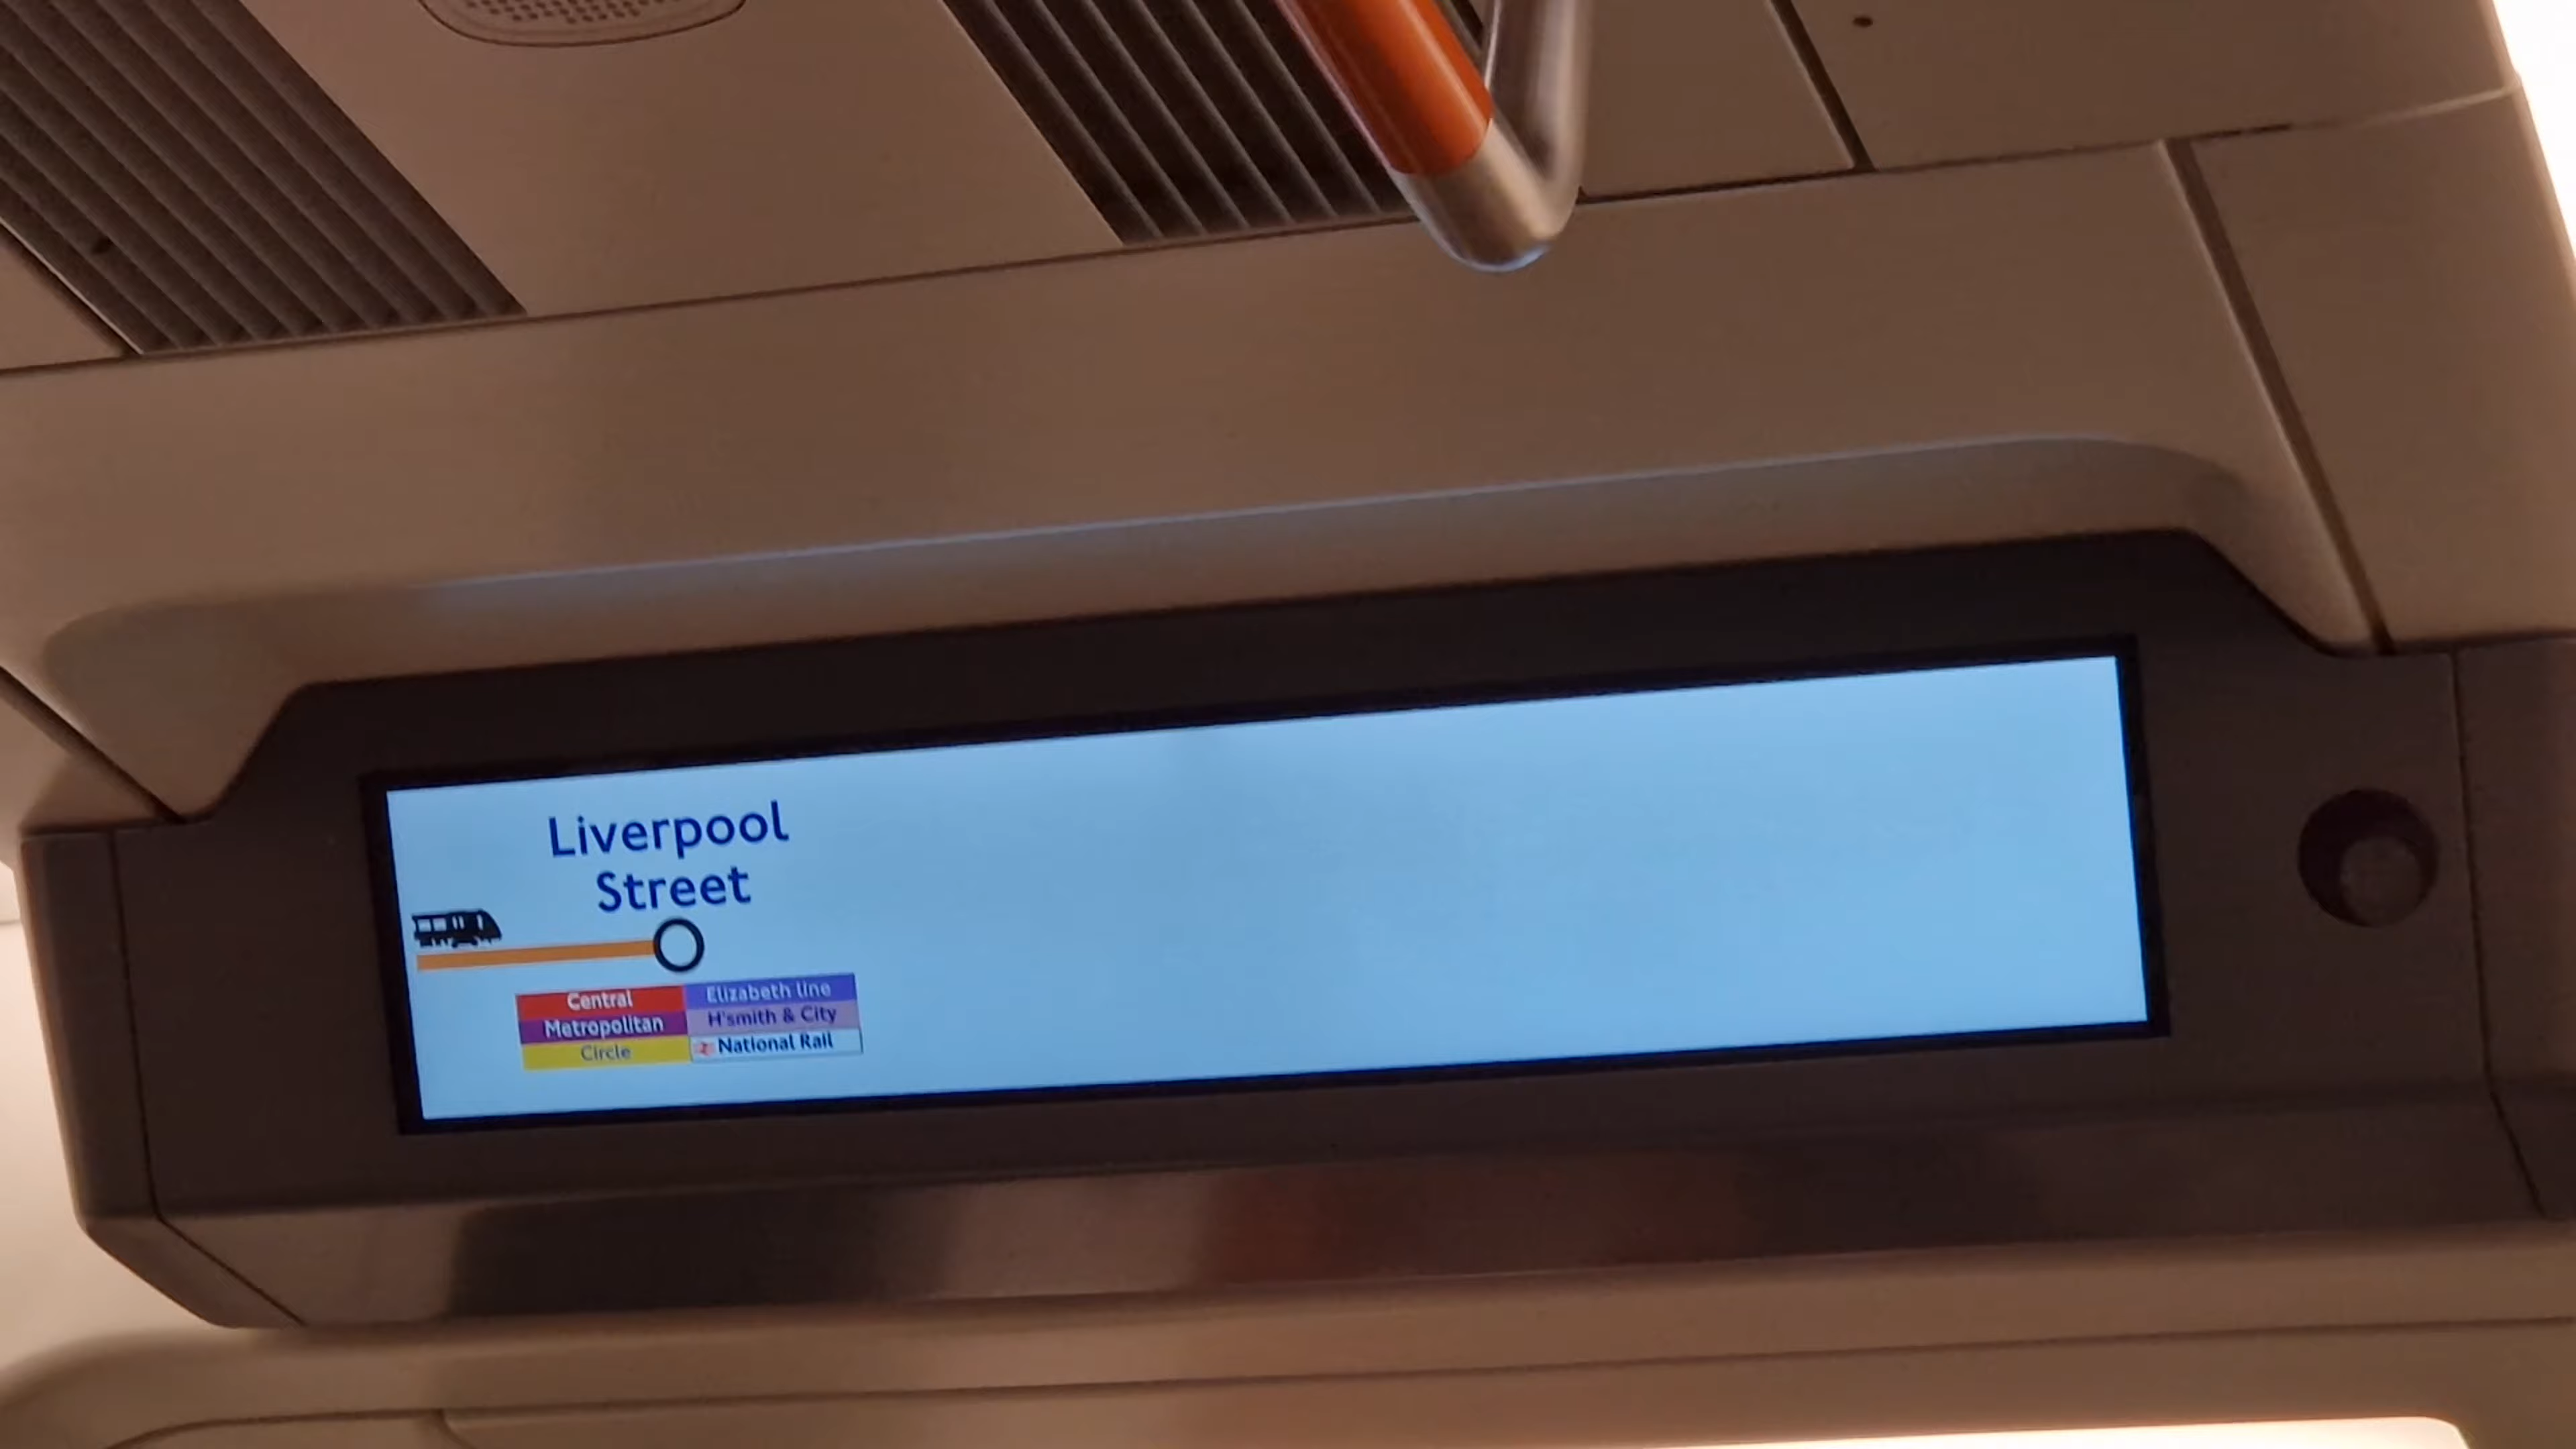 Liverpool
Street
Central
Elizabeth line
Metropolitan
H'smith & City
Circle
National Rail